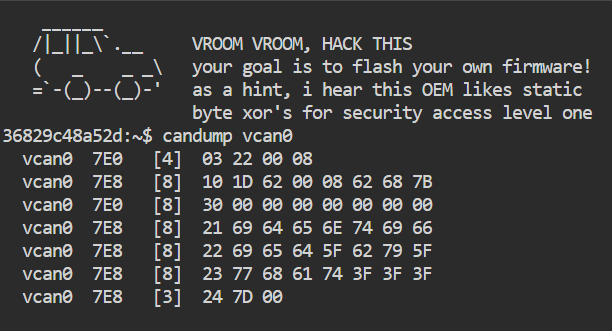 VROOM VROOM, HACK THIS
your goal is to flash your own firmware!
as a hint, i hear this OEM likes static
byte xor's for security access level one
36829c48a52d:~$ candump vcan0
vcan0 7E0 [4] 03 22 00 08
vcan0 7E8 [8] 10 1D 62 00 08 62 68 7B
vcan0 7E0 [8] 30 00 00 00 00 00 00 00
vcan0 7E8 [8] 21 69 64 65 6E 74 69 66
vcan0 7E8 [8] 22 69 65 64 5F 62 79 5F
vcan0 7E8 [8] 23 77 68 61 74 3F 3F 3F
vcan0 7E8 [3] 24 7D 00